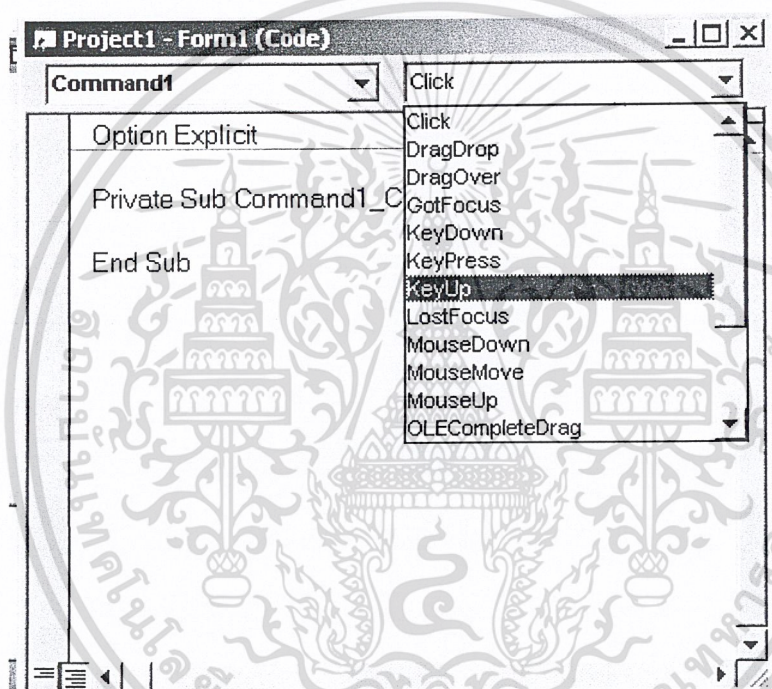 Project1 - Form1 (Code)
Command1
Click
Option Explicit
Private Sub Command1_C
End Sub
Click
DragDrop
DragOver
GotFocus
KeyDown
KeyPress
KeyUp
LostFocus
MouseDown
MouseMove
MouseUp
OLECompleteDrag